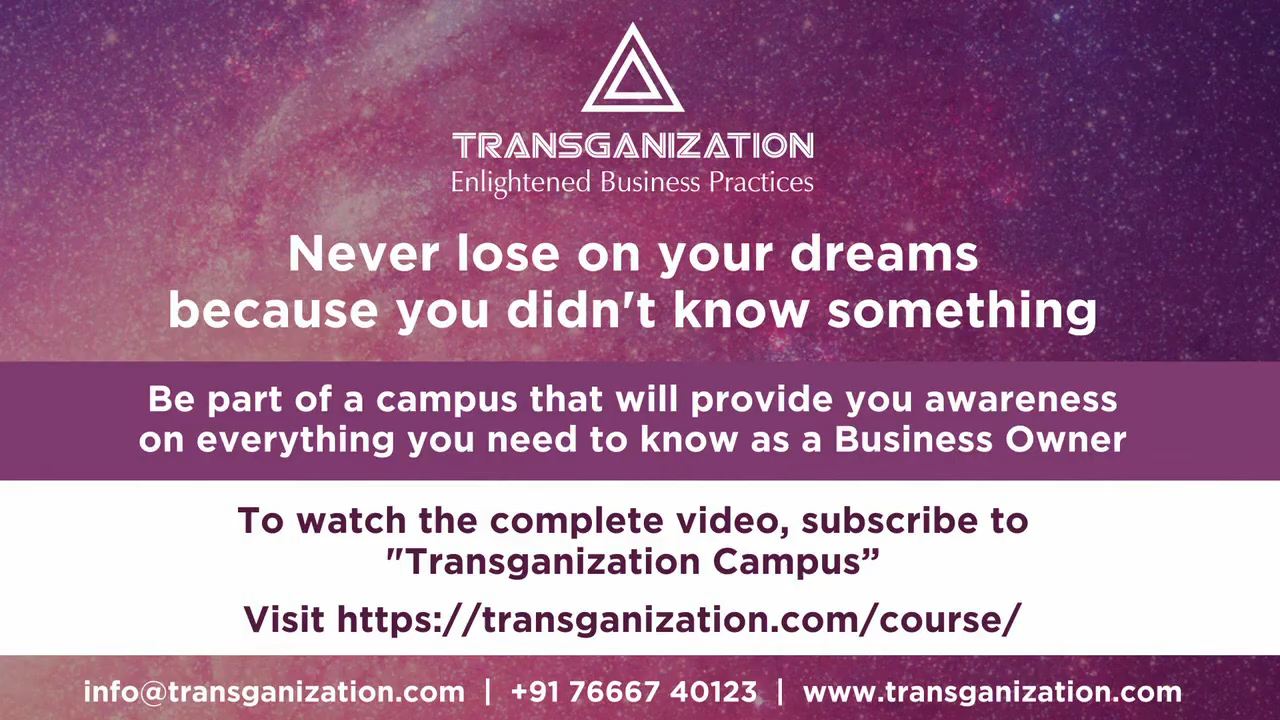 TRANSGANIZATION
Enlightened Business Practices
Never lose on your dreams
because you didn't know something
Be part of a campus that will provide you awareness
on everything you need to know as a Business Owner
To watch the complete video, subscribe to
"Transganization Campus”
Visit https://transganization.com/course/
info@transganization.com | +91 76667 40123 | www.transganization.com